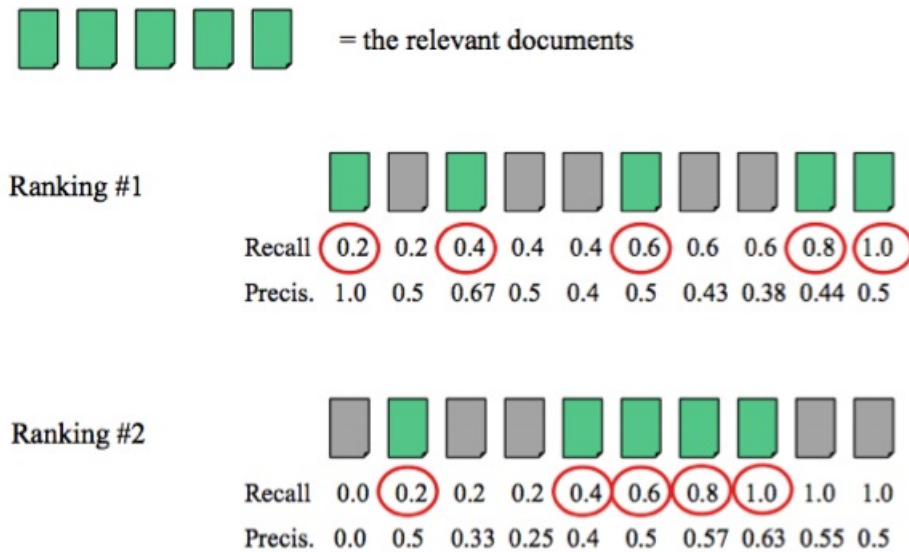 = the relevant documents
Ranking #1
Recall 0.2 0.2 0.4 0.4 0.4 0.6 0.6 0.6 0.8 1.0
Precis. 1.0 0.5 0.67 0.5 0.4 0.5 0.43 0.38 0.44 0.5
Ranking #2
Recall 0.0 0.2 0.2 0.2 0.4 0.6 0.8 1.0 1.0 1.0
Precis. 0.0 0.5 0.33 0.25 0.4 0.5 0.57 0.63 0.55 0.5